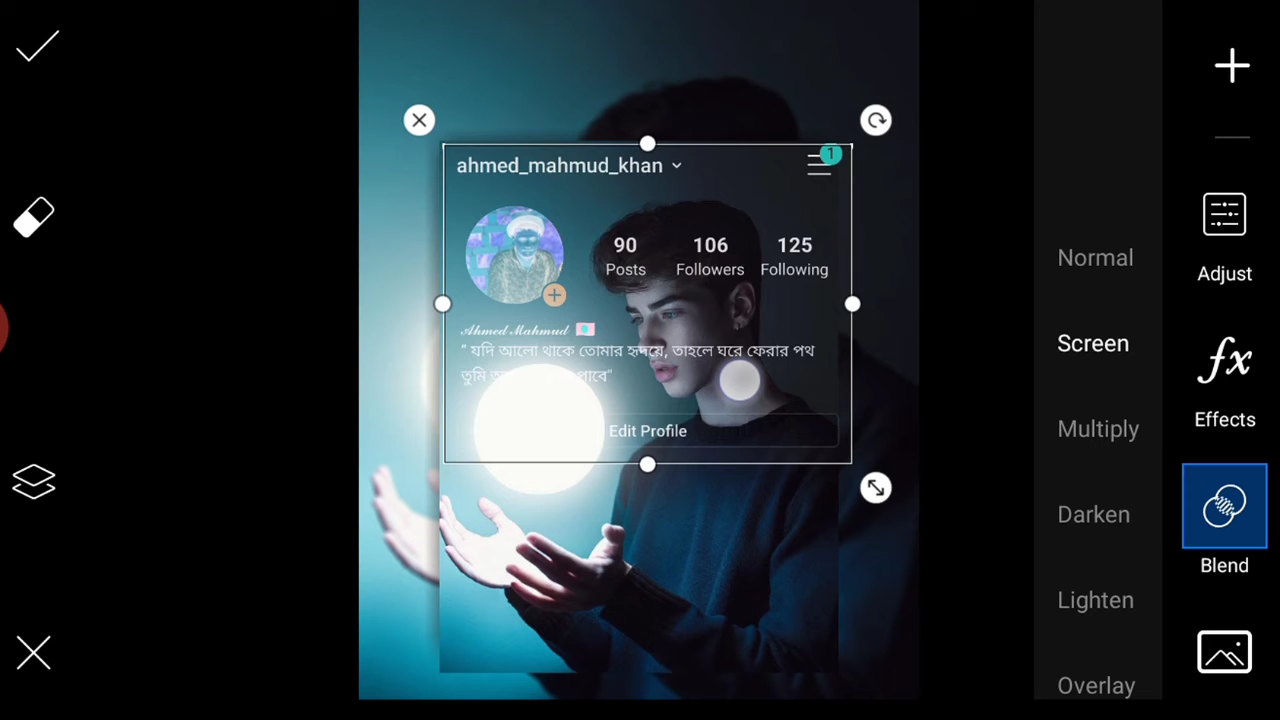 ahmed_mahmud_khan
1
90 106 125
Posts Followers Following
Ahmed Mahmud
“ যদি আলো থাকে তোমার হৃদয়ে, তাহলে ঘরে ফেরার পথ
তুমি পাবে"
Edit Profile
Normal
Screen
Multiply
Darken
Lighten
Overlay
Adjust
fx
Effects
Blend